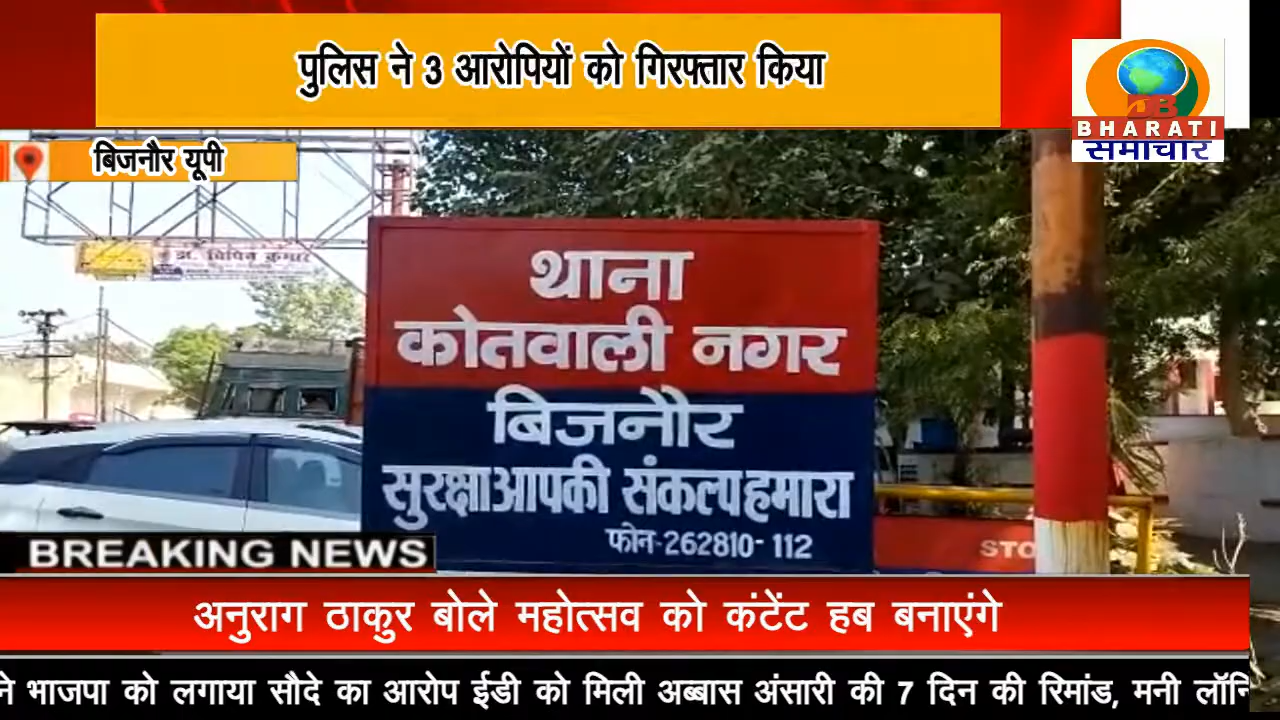 पुलिस ने 3 आरोपियों को गिरफ्तार किया
BHARATI
समाचार
बिजनौर यूपी
डा. विपिन कुमार
थाना
कोतवाली नगर
बिजनौर
सुरक्षा आपकी संकल्प हमारा
फोन-262810-112
STO
BREAKING NEWS
अनुराग ठाकुर बोले महोत्सव को कंटेंट हब बनाएंगे
ने भाजपा को लगाया सौदे का आरोप ईडी को मिली अब्बास अंसारी की 7 दिन की रिमांड, मनी लॉन्